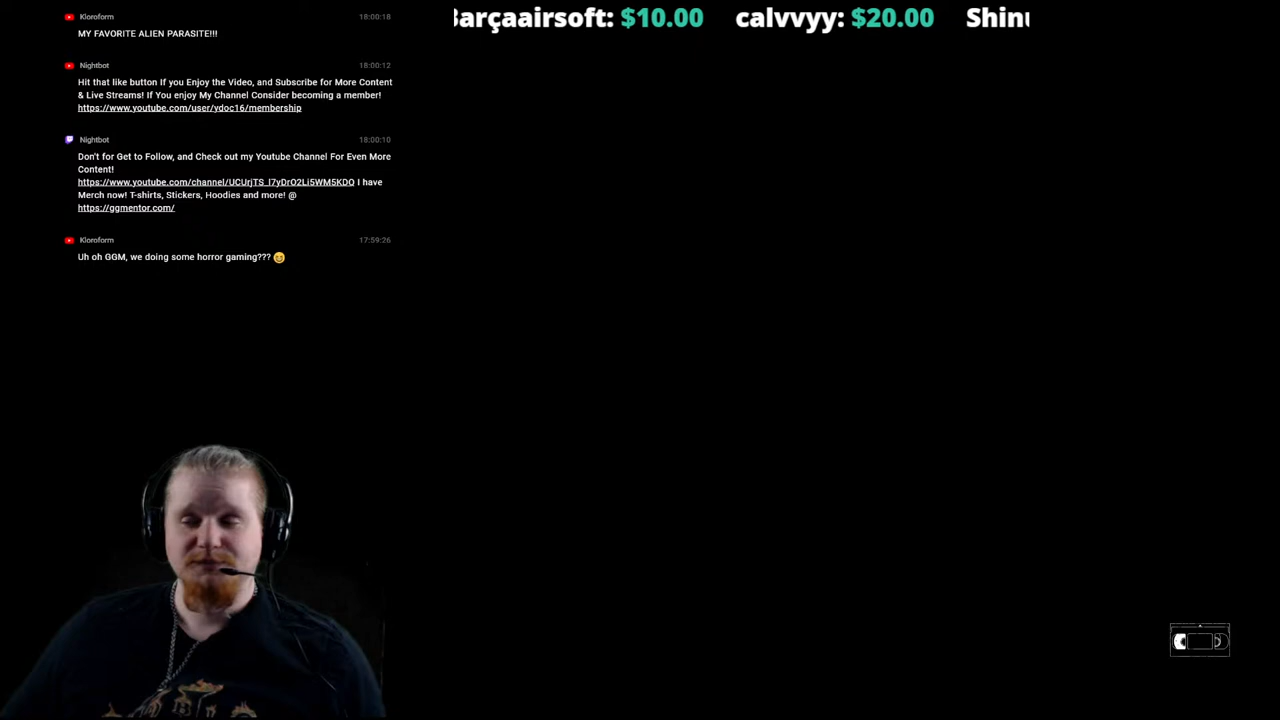 Barçaairsoft: $10.00 calvvyy: $20.00 Shinu
Kloroform 18:00:18
MY FAVORITE ALIEN PARASITE!!!
Nightbot 18:00:12
Hit that like button If you Enjoy the Video, and Subscribe for More Content
& Live Streams! If You enjoy My Channel Consider becoming a member!
https://www.youtube.com/user/ydoc16/membership
Nightbot 18:00:10
Don't for Get to Follow, and Check out my Youtube Channel For Even More
Content!
https://www.youtube.com/channel/UCUrjTS_I7yDrO2Li5WM5KDQ I have
Merch now! T-shirts, Stickers, Hoodies and more! @
https://ggmentor.com/
Kloroform 17:59:26
Uh oh GGM, we doing some horror gaming??? 😆